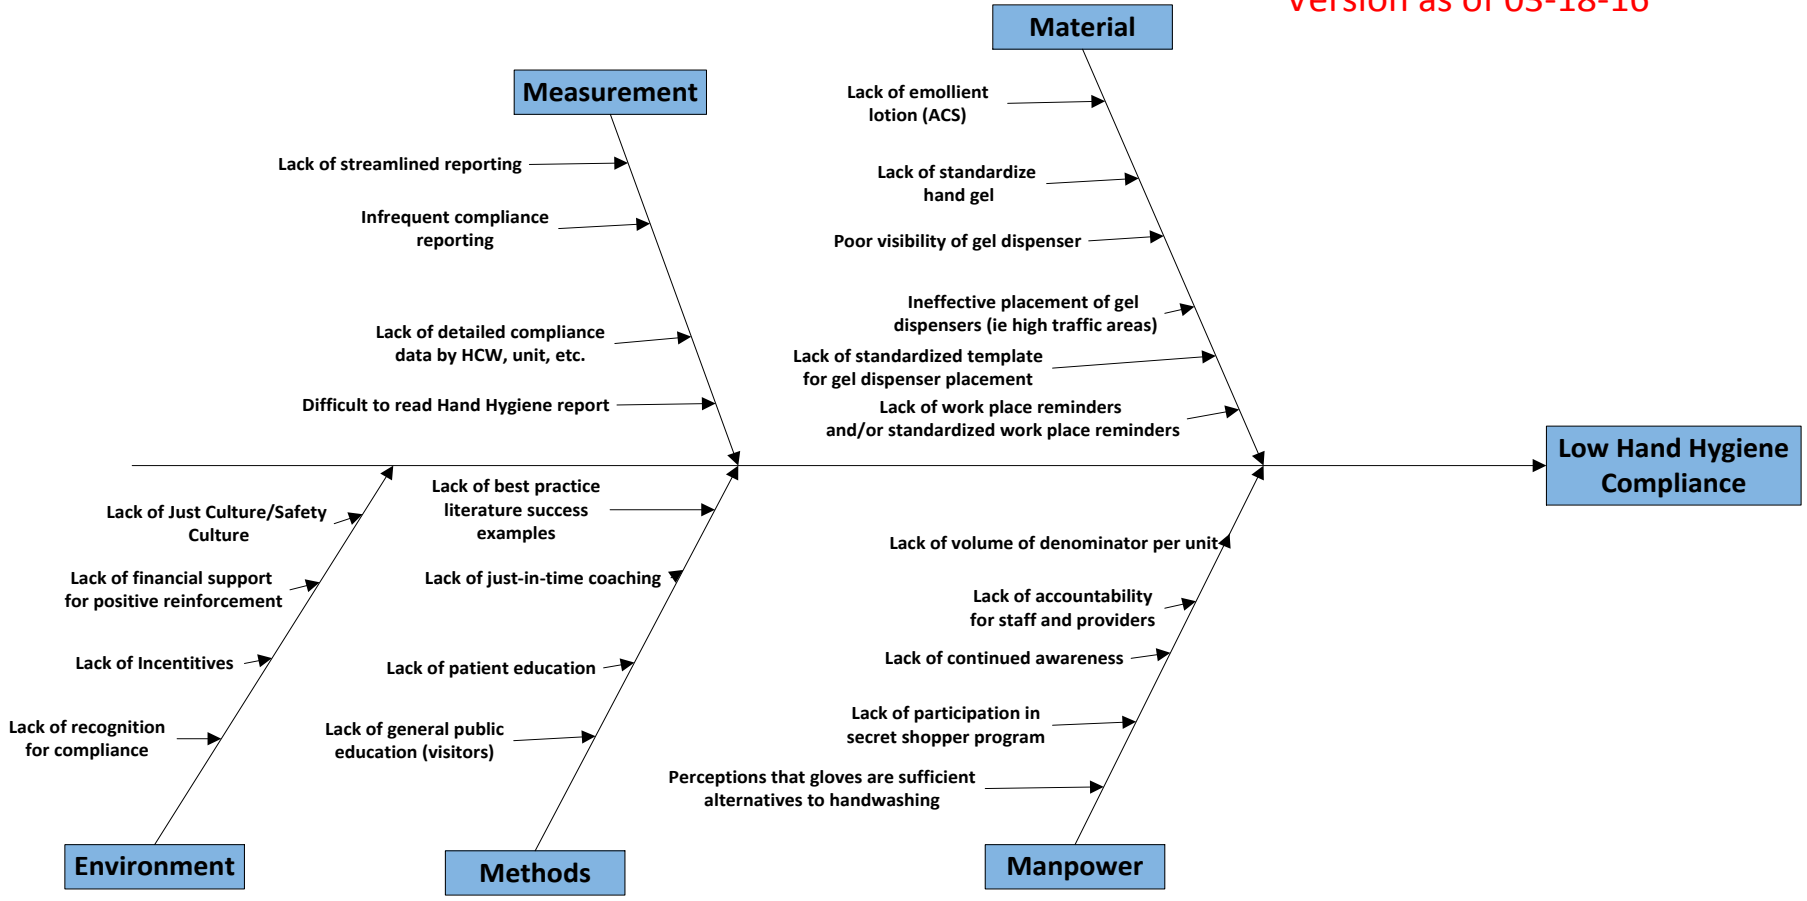 Version as of 03-18-16
Material
Measurement
Lack of emollient
lotion (ACS)
Lack of standardize
hand gel
Poor visibility of gel dispenser
Ineffective placement of gel
dispensers (ie high traffic areas)
Lack of standardized template
for gel dispenser placement
Lack of work place reminders
and/or standardized work place reminders
Lack of streamlined reporting
Infrequent compliance
reporting
Lack of detailed compliance
data by HCW, unit, etc.
Difficult to read Hand Hygiene report
Low Hand Hygiene
Compliance
Lack of Just Culture/Safety
Culture
Lack of financial support
for positive reinforcement
Lack of Incentitives
Lack of recognition
for compliance
Environment
Lack of best practice
literature success
examples
Lack of just-in-time coaching
Lack of patient education
Lack of general public
education (visitors)
Methods
Lack of volume of denominator per unit
Lack of accountability
for staff and providers
Lack of continued awareness
Lack of participation in
secret shopper program
Perceptions that gloves are sufficient
alternatives to handwashing
Manpower